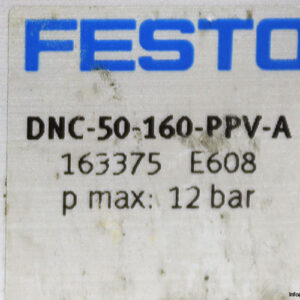 FESTO
DNC-50-160-PPV-A
163375 E608
p max: 12 bar